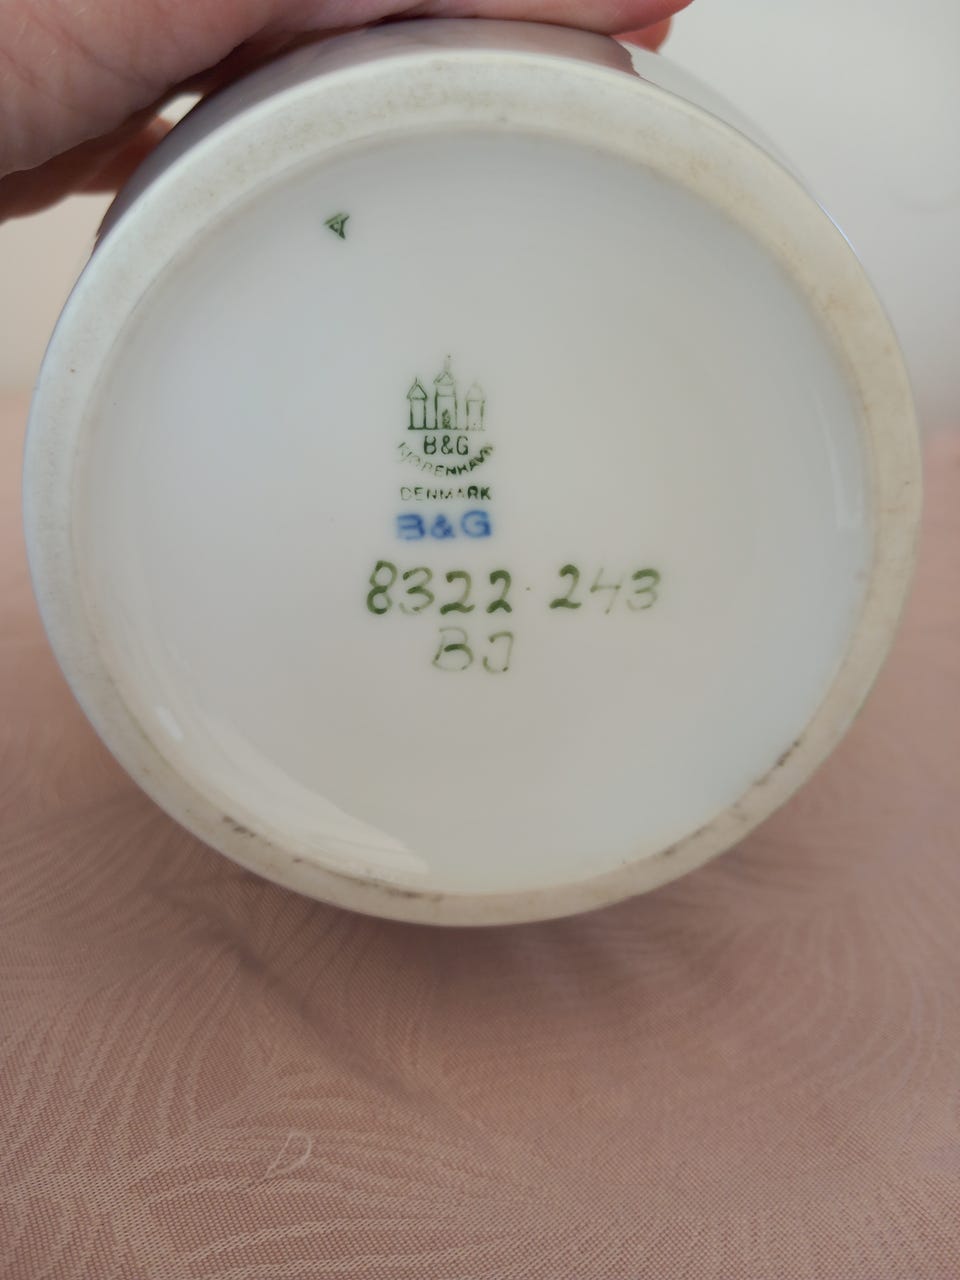 B&G
KJØBENHAVN
DENMARK
B&G
8322 · 243
BJ